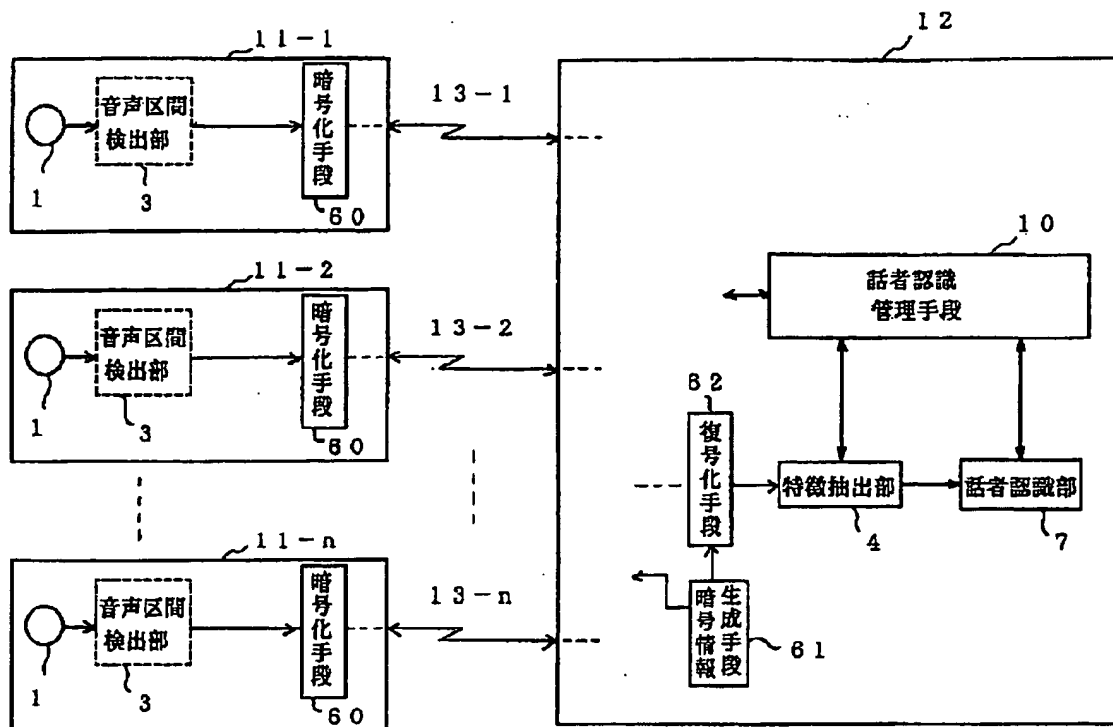 11-1
音声区間
検出部
暗号化手段
1
3
60
13-1
11-2
音声区間
検出部
暗号化手段
1
3
60
13-2
11-n
音声区間
検出部
暗号化手段
1
3
60
13-n
12
10
話者認識
管理手段
62
復号化手段
特徴抽出部
4
話者認識部
7
生成手段
暗号情報
61